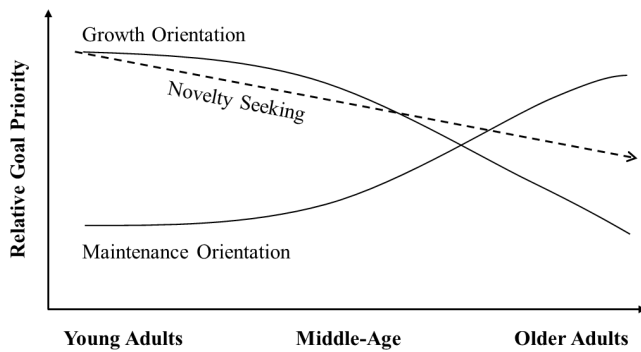 Growth Orientation
Novelty Seeking
Maintenance Orientation
Relative Goal Priority
Young Adults
Middle-Age
Older Adults